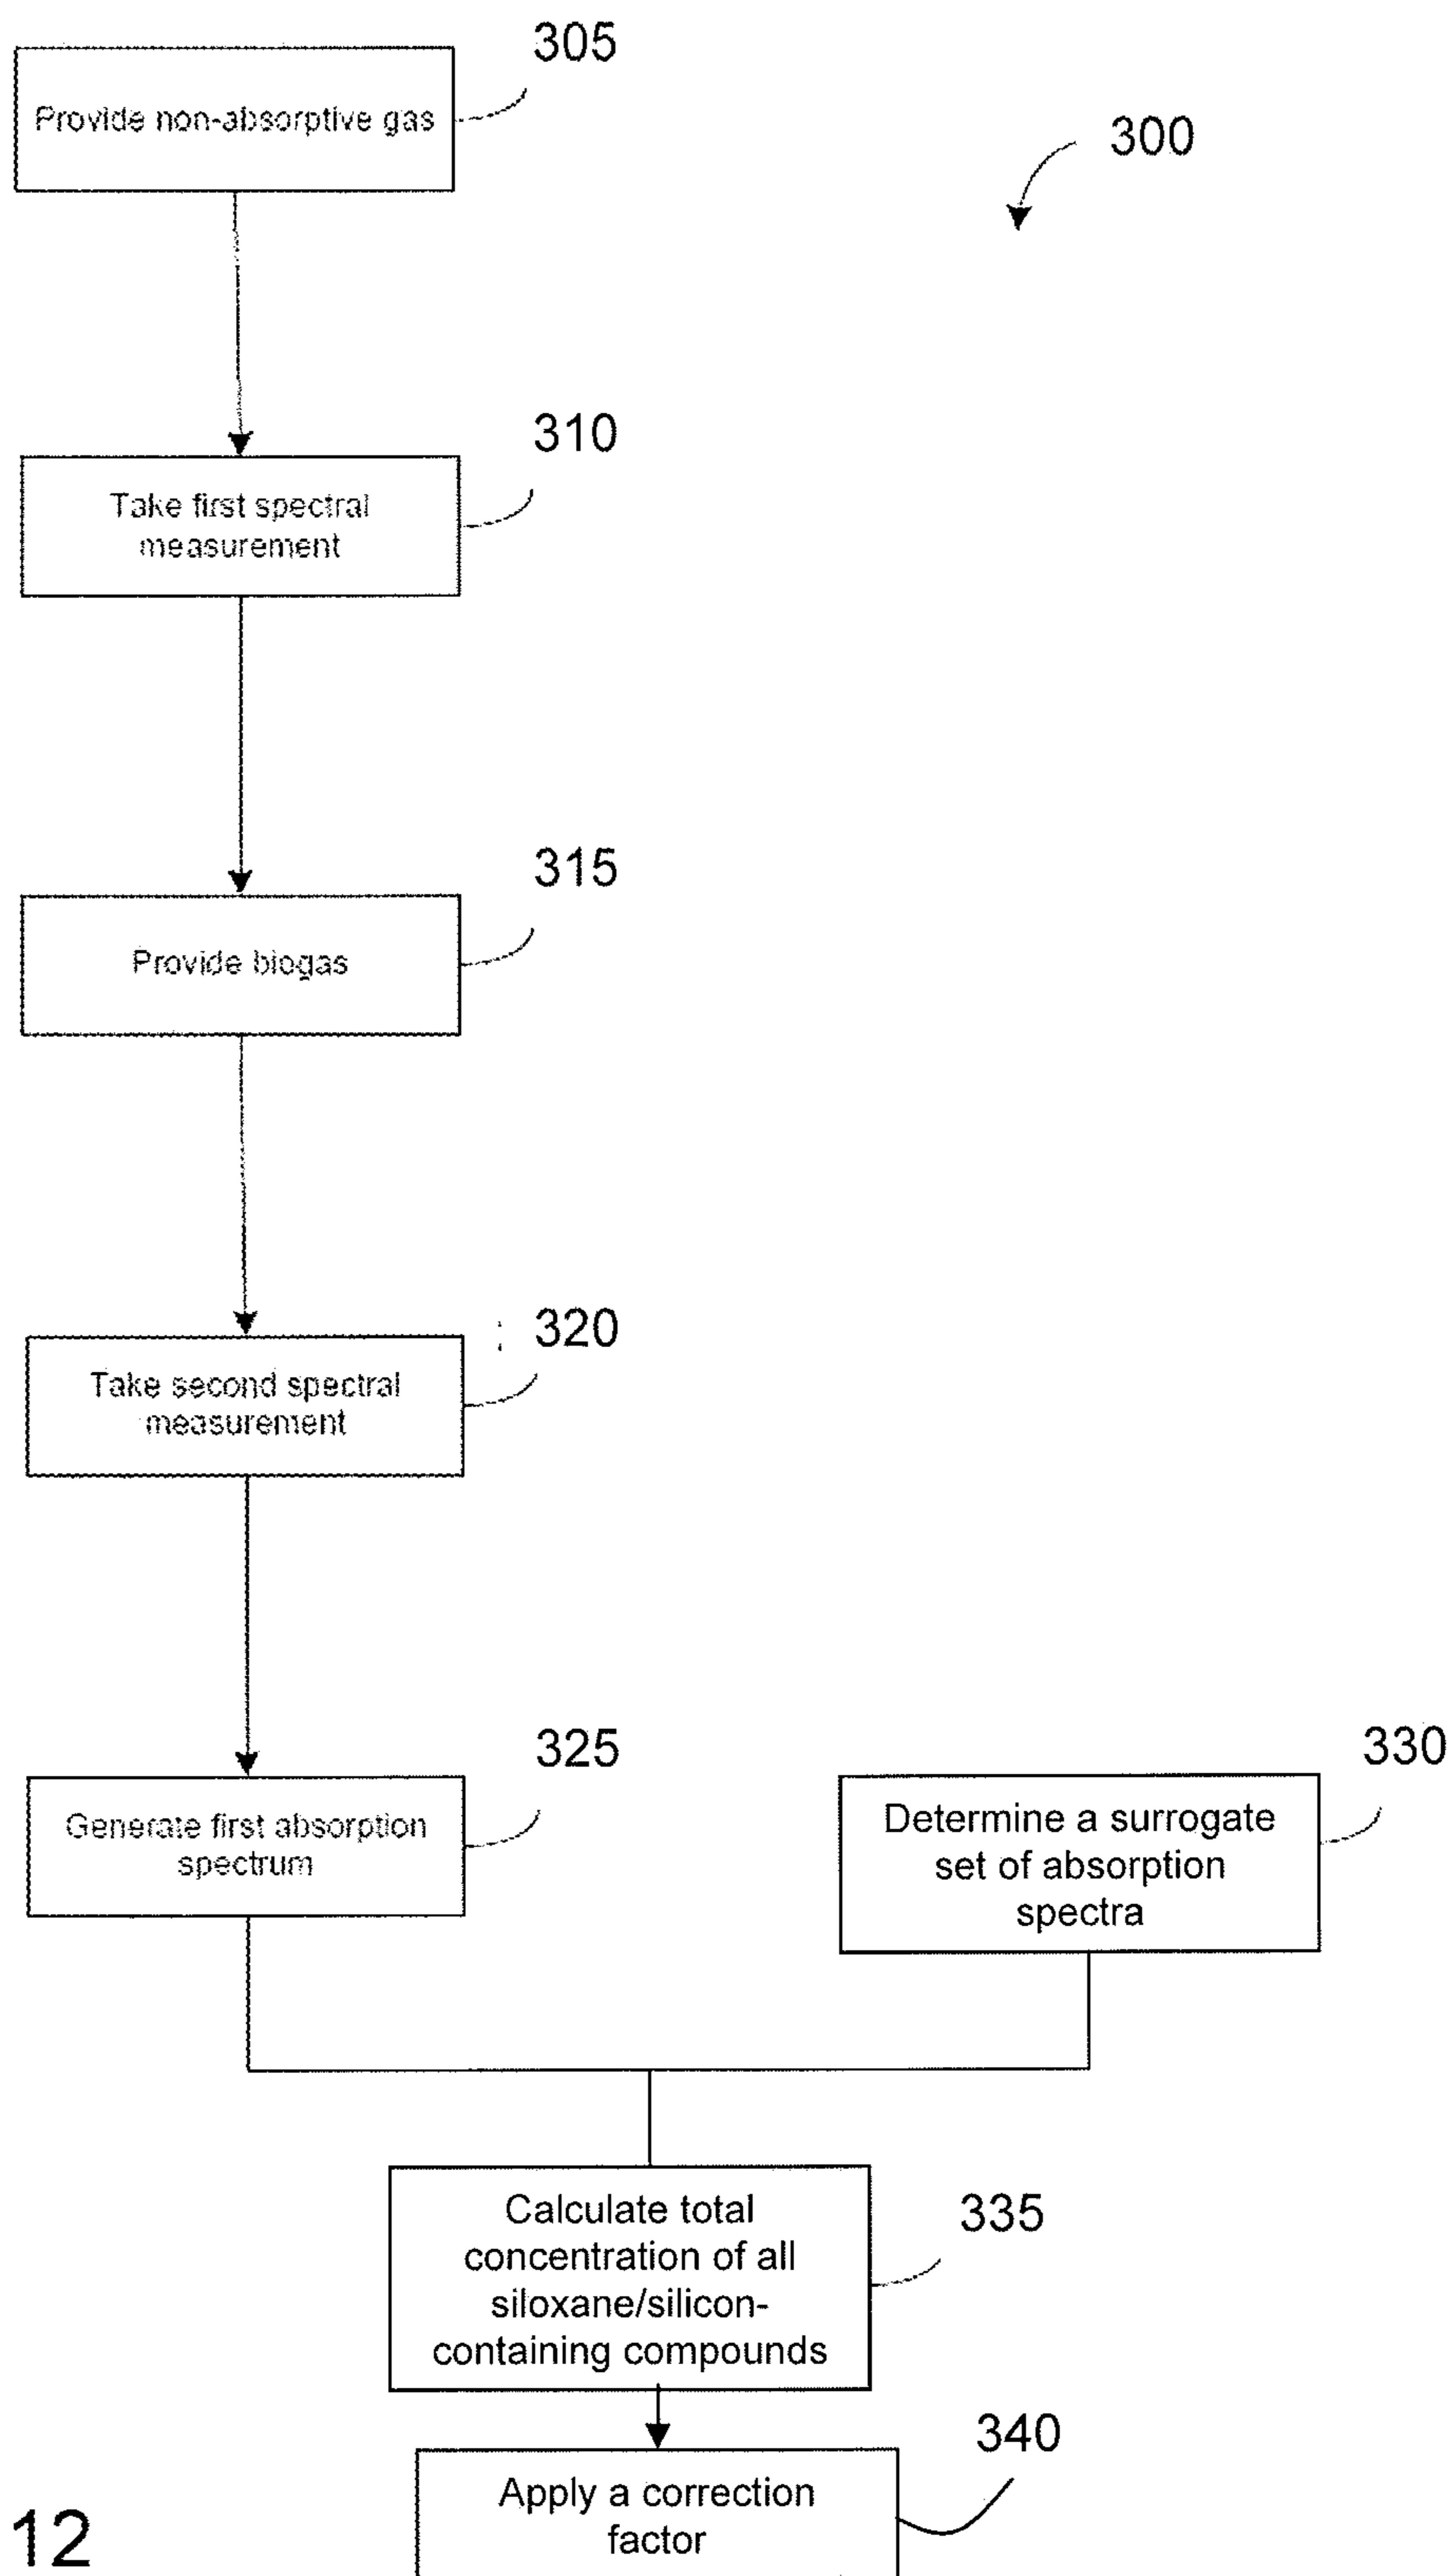 305
Provide non-absorptive gas
300
310
Take first spectral
measurement
315
Provide biogas
320
Take second spectral
measurement
325
Generate first absorption
spectrum
330
Determine a surrogate
set of absorption
spectra
335
Calculate total
concentration of all
siloxane/silicon-
containing compounds
340
Apply a correction
factor
12